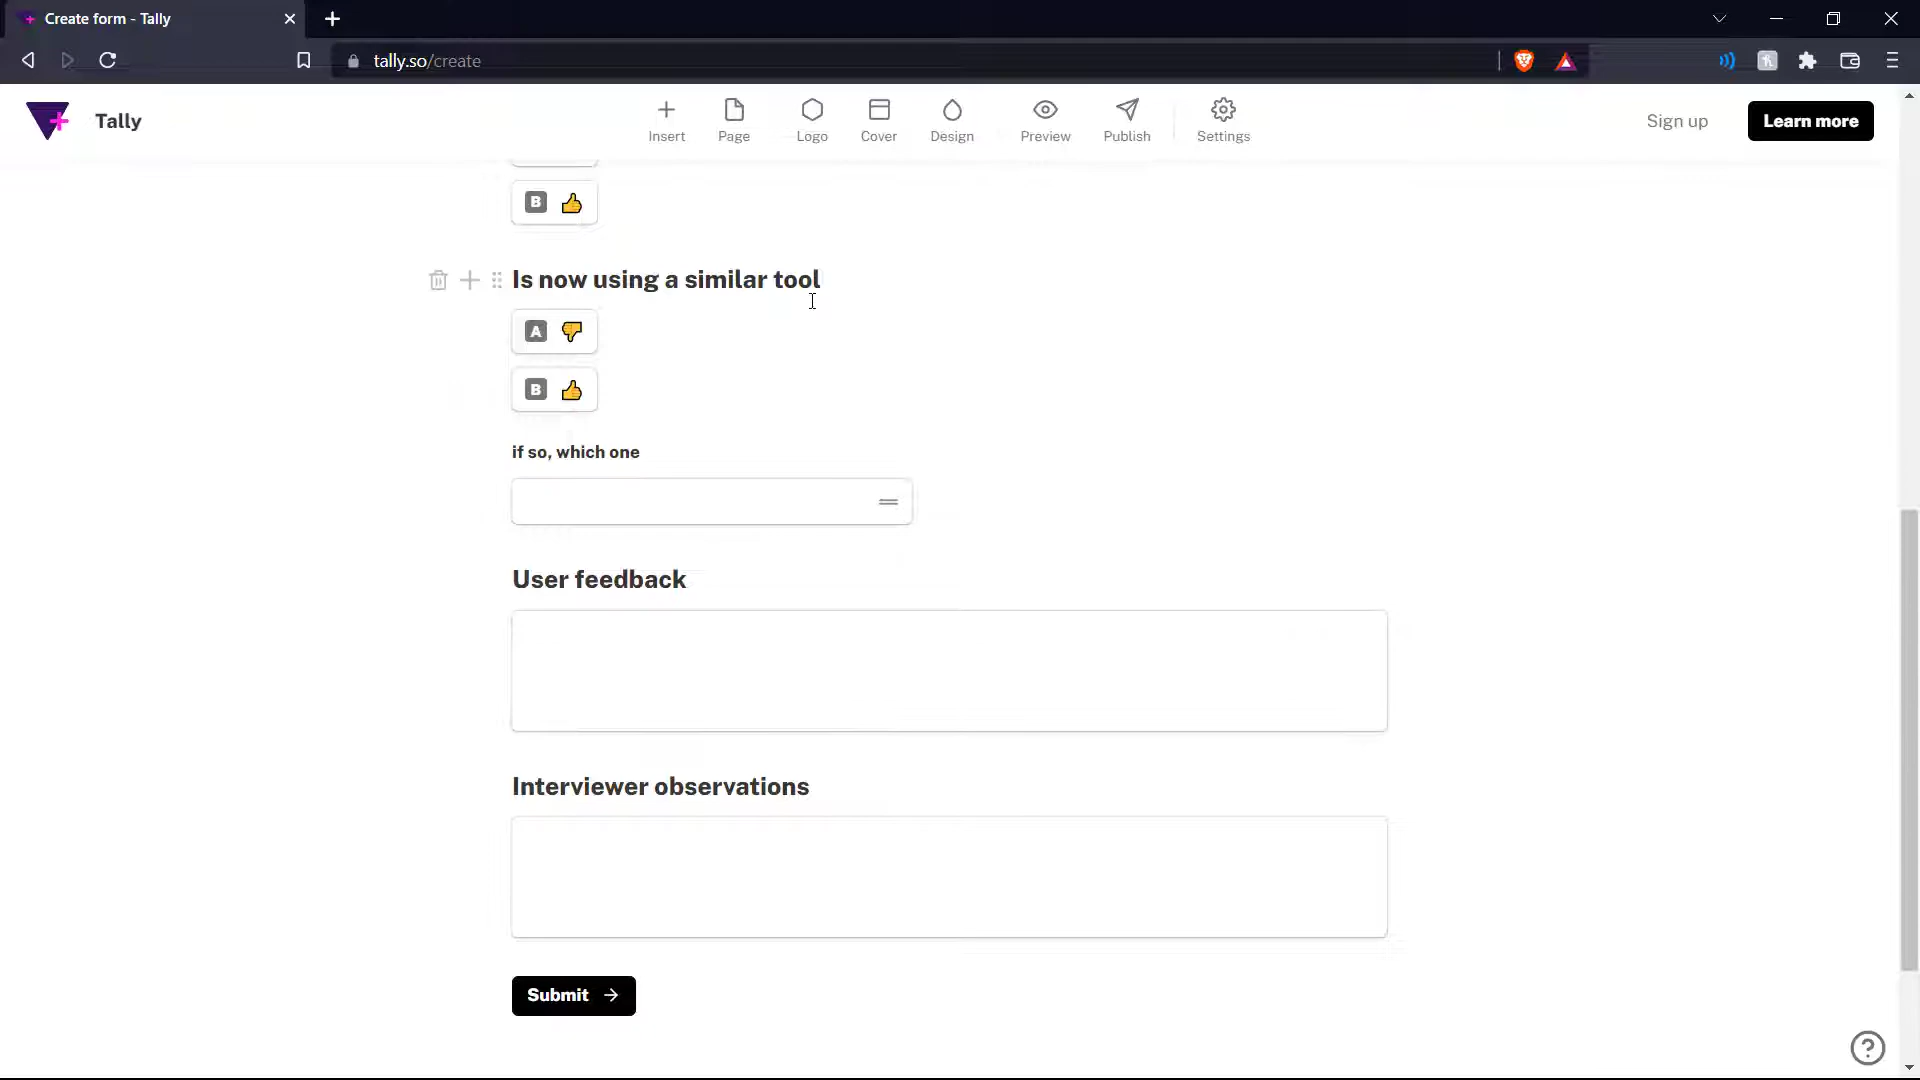 Create form - Tally
tally.so/create
Tally
Insert
Page
Logo
Cover
Design
Preview
Publish
Settings
Sign up
Learn more
B
Is now using a similar tool
A
B
if so, which one
User feedback
Interviewer observations
Submit
?